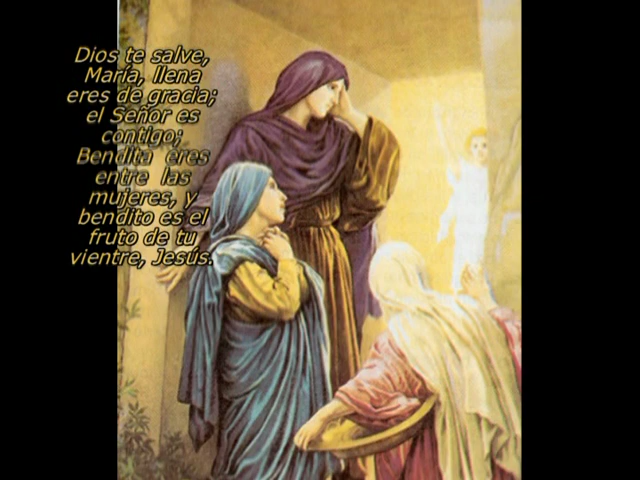 Dios te salve,
María, llena
eres de gracia;
el Señor es
contigo;
Bendita eres
entre las
mujeres, y
bendito es el
fruto de tu
vientre, Jesús.